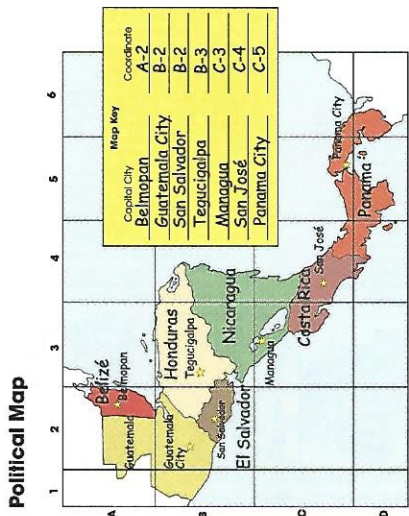 Political Map
1 2 3 4 5 6
A
B
C
D
Map Key
Capital City Coordinate
Belmopan A-2
Guatemala City B-2
San Salvador B-2
Tegucigalpa B-3
Managua C-3
San José C-4
Panama City C-5
Belizé
Belmopan
Guatemala
Guatemala
City
Honduras
Tegucigalpa
San Salvador
El Salvador
Nicaragua
Managua
Costa Rica
San José
Panama City
Panama